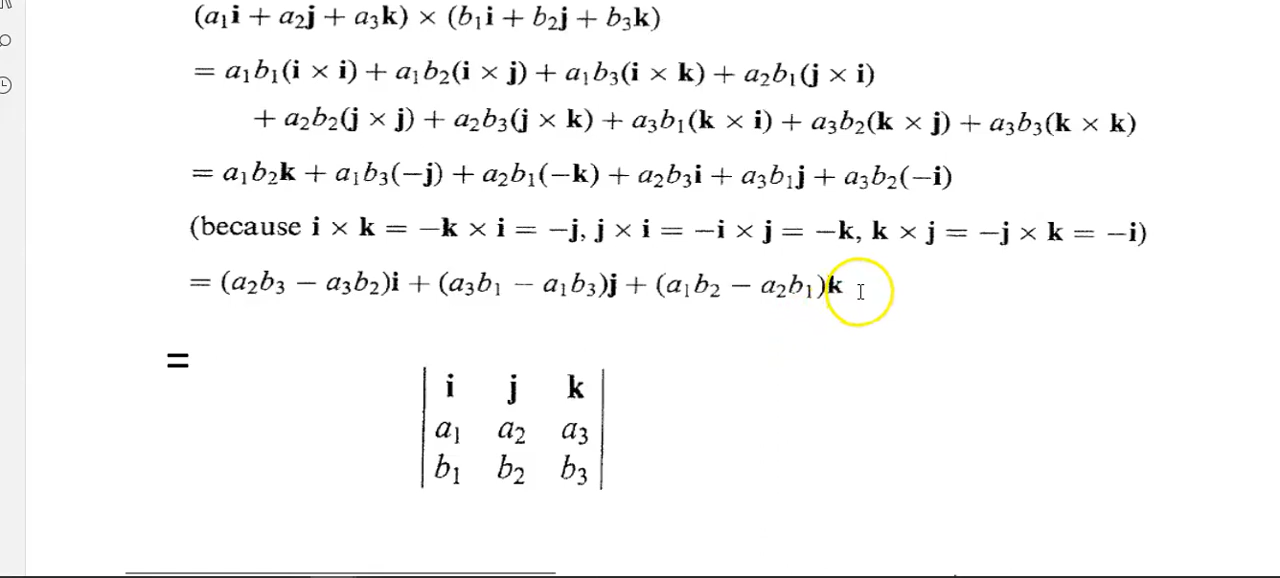 (a₁i + a₂j + a₃k) × (b₁i + b₂j + b₃k)
= a₁b₁(i × i) + a₁b₂(i × j) + a₁b₃(i × k) + a₂b₁(j × i)
+ a₂b₂(j × j) + a₂b₃(j × k) + a₃b₁(k × i) + a₃b₂(k × j) + a₃b₃(k × k)
= a₁b₂k + a₁b₃(−j) + a₂b₁(−k) + a₂b₃i + a₃b₁j + a₃b₂(−i)
(because i × k = −k × i = −j, j × i = −i × j = −k, k × j = −j × k = −i)
= (a₂b₃ − a₃b₂)i + (a₃b₁ − a₁b₃)j + (a₁b₂ − a₂b₁)k
=
| i j k |
| a₁ a₂ a₃ |
| b₁ b₂ b₃ |